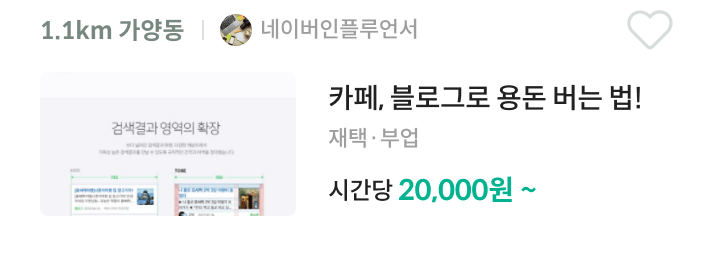 1.1km 가양동 | 네이버인플루언서
카페, 블로그로 용돈 버는 법!
재택·부업
시간당 20,000원 ~
검색결과 영역의 확장